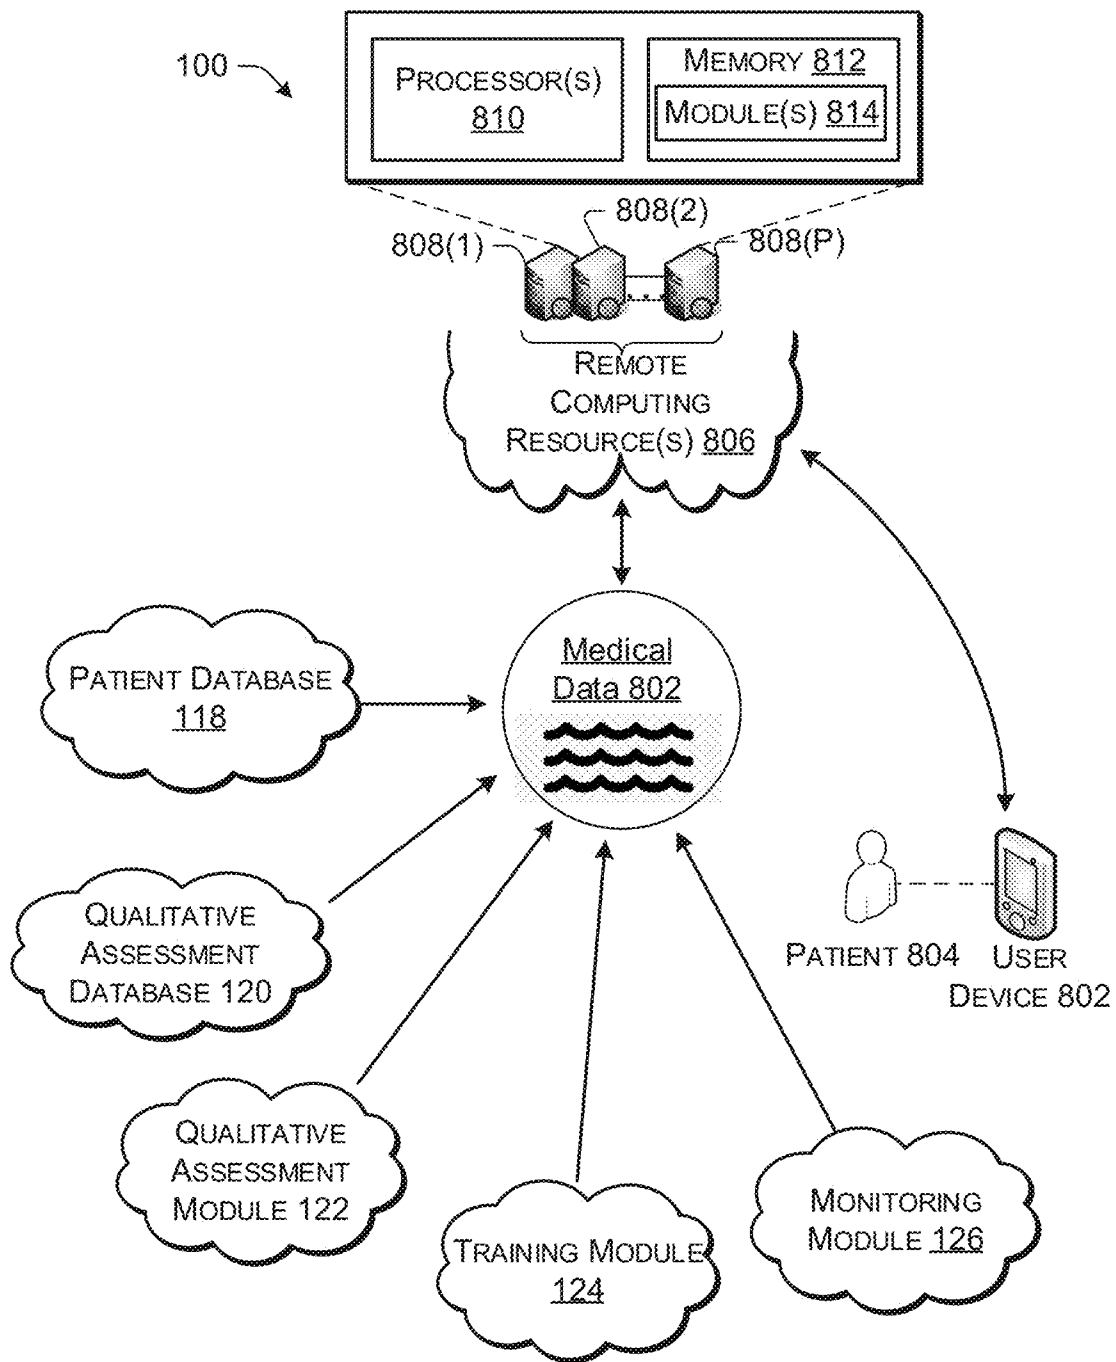 100
PROCESSOR(S)
810
MEMORY 812
MODULE(S) 814
808(1)
808(2)
808(P)
REMOTE
COMPUTING
RESOURCE(S) 806
Medical
Data 802
PATIENT DATABASE
118
QUALITATIVE
ASSESSMENT
DATABASE 120
QUALITATIVE
ASSESSMENT
MODULE 122
TRAINING MODULE
124
MONITORING
MODULE 126
PATIENT 804
USER
DEVICE 802